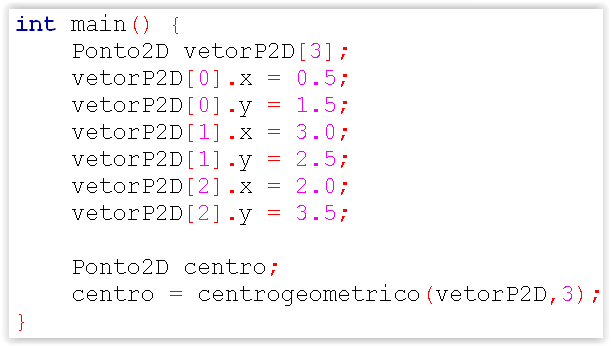 int main() {
    Ponto2D vetorP2D[3];
    vetorP2D[0].x = 0.5;
    vetorP2D[0].y = 1.5;
    vetorP2D[1].x = 3.0;
    vetorP2D[1].y = 2.5;
    vetorP2D[2].x = 2.0;
    vetorP2D[2].y = 3.5;

    Ponto2D centro;
    centro = centrogeometrico(vetorP2D,3);
}